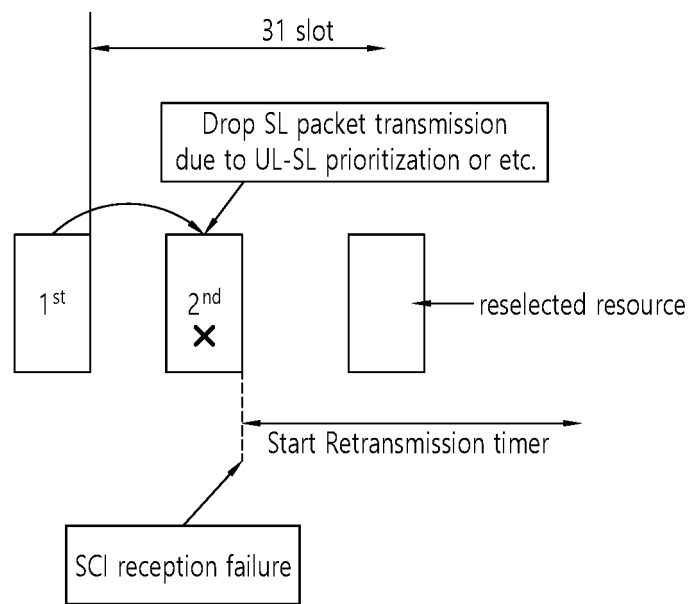 31 slot
Drop SL packet transmission
due to UL-SL prioritization or etc.
1st
2nd
reselected resource
Start Retransmission timer
SCI reception failure